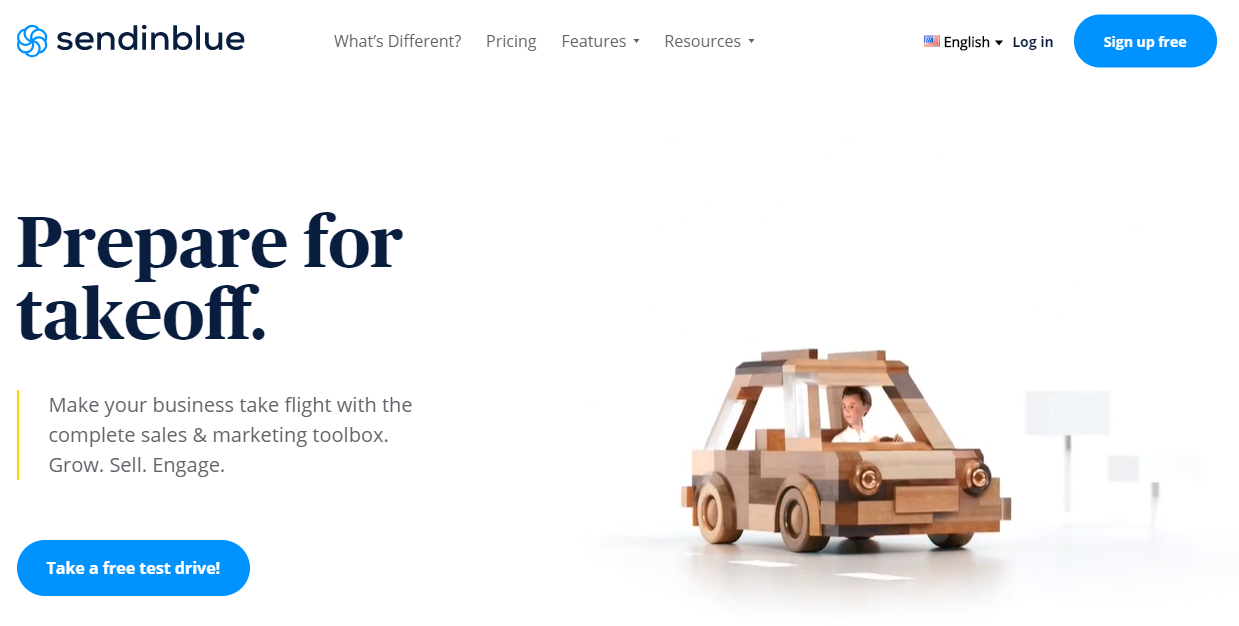 sendinblue
What's Different?
Pricing
Features
Resources
English
Log in
Sign up free
Prepare for
takeoff.
Make your business take flight with the
complete sales & marketing toolbox.
Grow. Sell. Engage.
Take a free test drive!